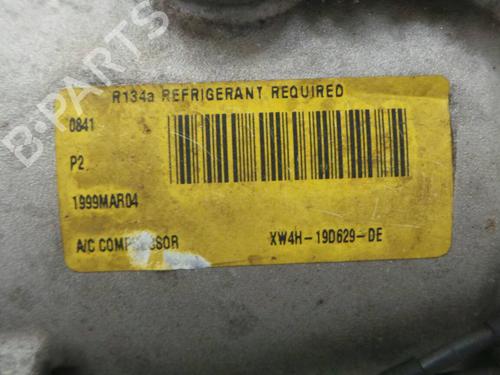 B-PARTS
R134a REFRIGERANT REQUIRED
0841
P2
1999MAR04
A/C COMPRESSOR XW4H-19D629-DE